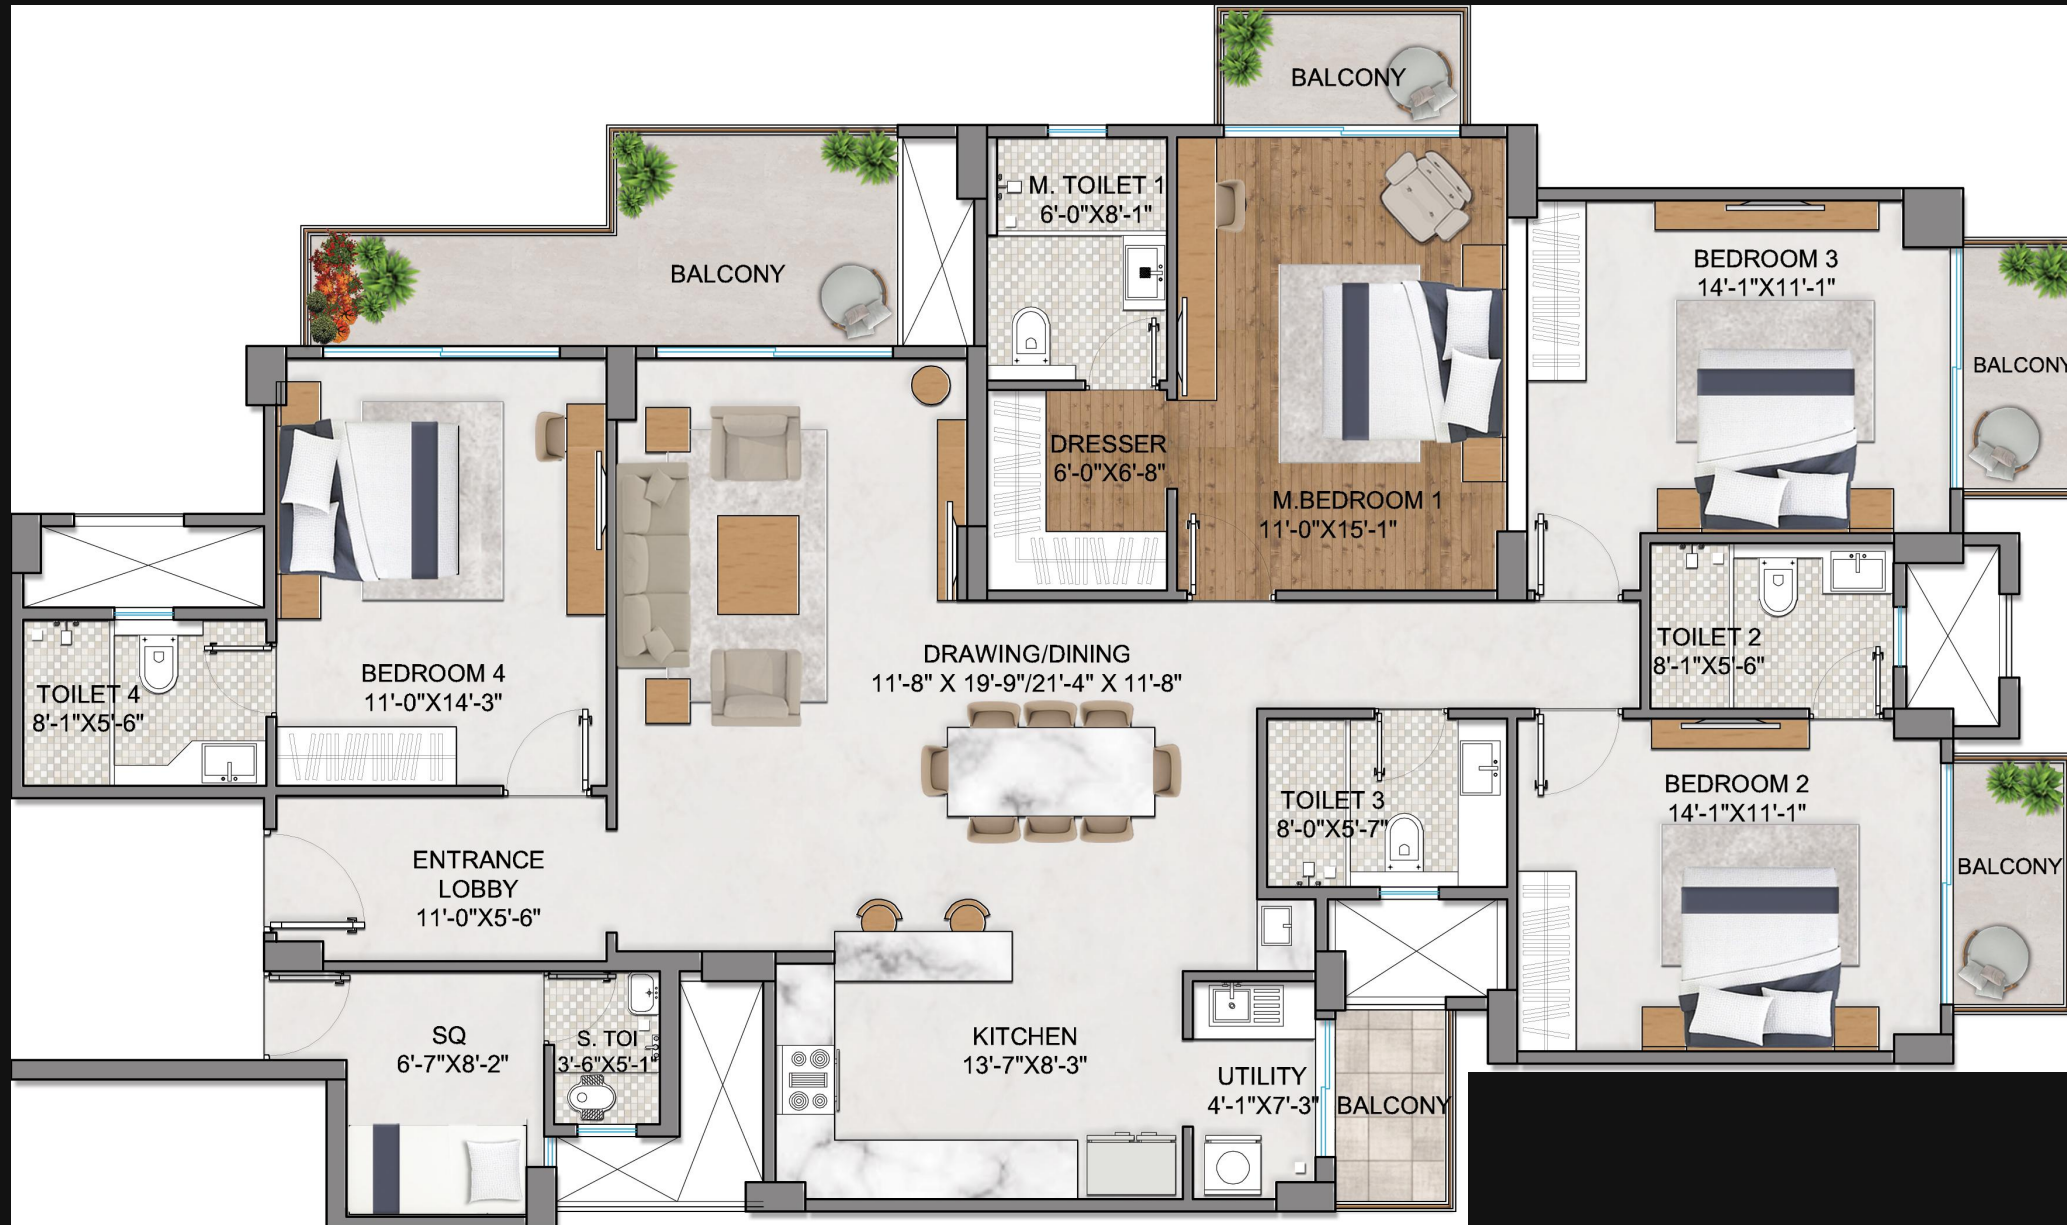 BALCONY
M. TOILET 1
6'-0"X8'-1"
BALCONY
BEDROOM 3
14'-1"X11'-1"
BALCONY
DRESSER
6'-0"X6'-8"
M.BEDROOM 1
11'-0"X15'-1"
BEDROOM 4
11'-0"X14'-3"
TOILET 4
8'-1"X5'-6"
DRAWING/DINING
11'-8" X 19'-9"/21'-4" X 11'-8"
TOILET 2
8'-1"X5'-6"
TOILET 3
8'-0"X5'-7"
BEDROOM 2
14'-1"X11'-1"
BALCONY
ENTRANCE
LOBBY
11'-0"X5'-6"
SQ
6'-7"X8'-2"
S. TOI
3'-6"X5'-1"
KITCHEN
13'-7"X8'-3"
UTILITY
4'-1"X7'-3"
BALCONY